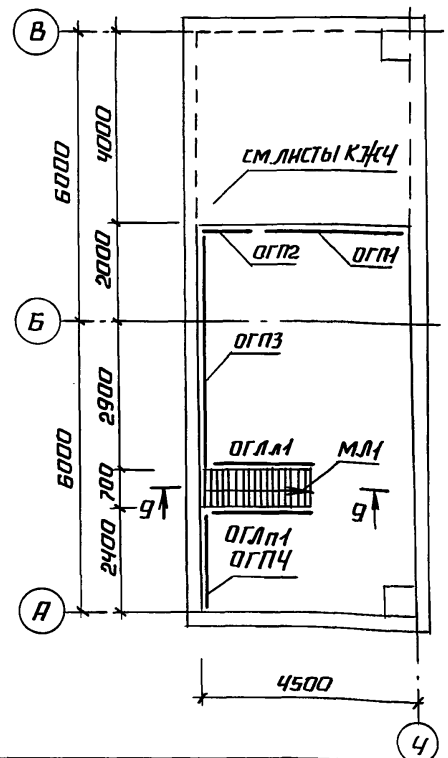 В
4000
6000
СМ. ЛИСТЫ КЖ4
2000
ОГП2
ОГП1
Б
ОГП3
2900
6000
ОГЛл1
МЛ1
700
9
9
ОГЛп1
ОГП4
2400
А
4500
4